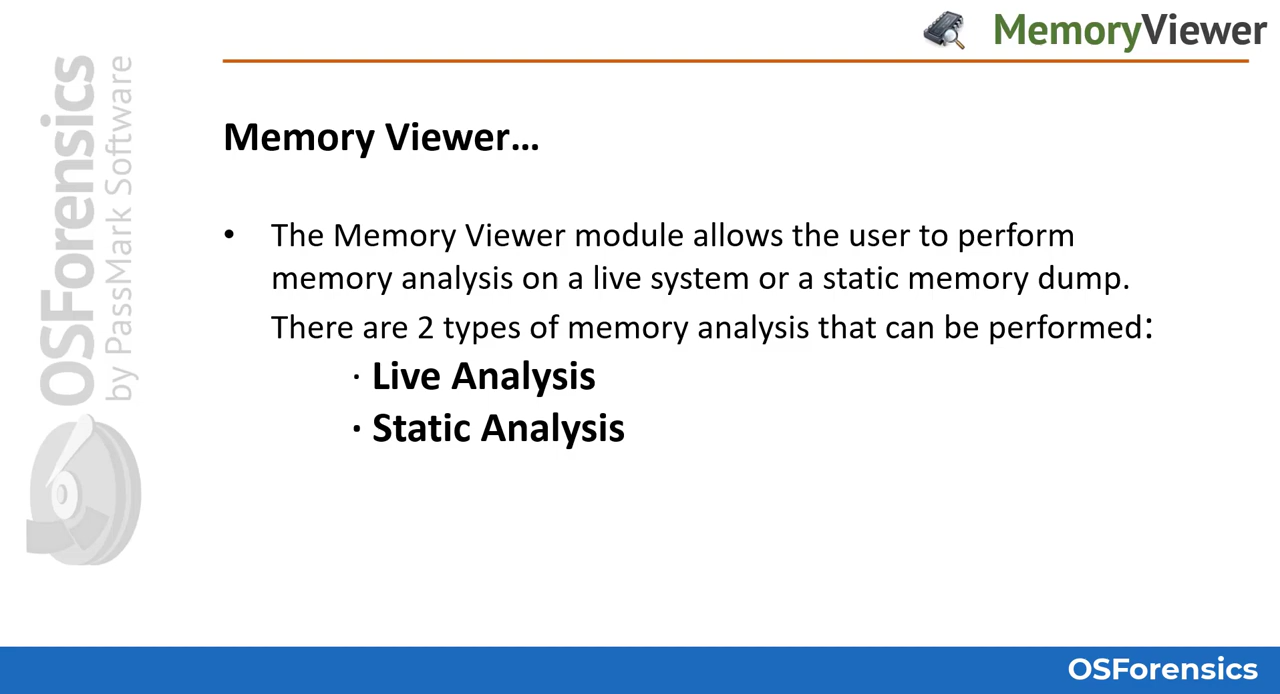 MemoryViewer
OSForensics
by PassMark Software
Memory Viewer...
• The Memory Viewer module allows the user to perform
memory analysis on a live system or a static memory dump.
There are 2 types of memory analysis that can be performed:
· Live Analysis
· Static Analysis
OSForensics